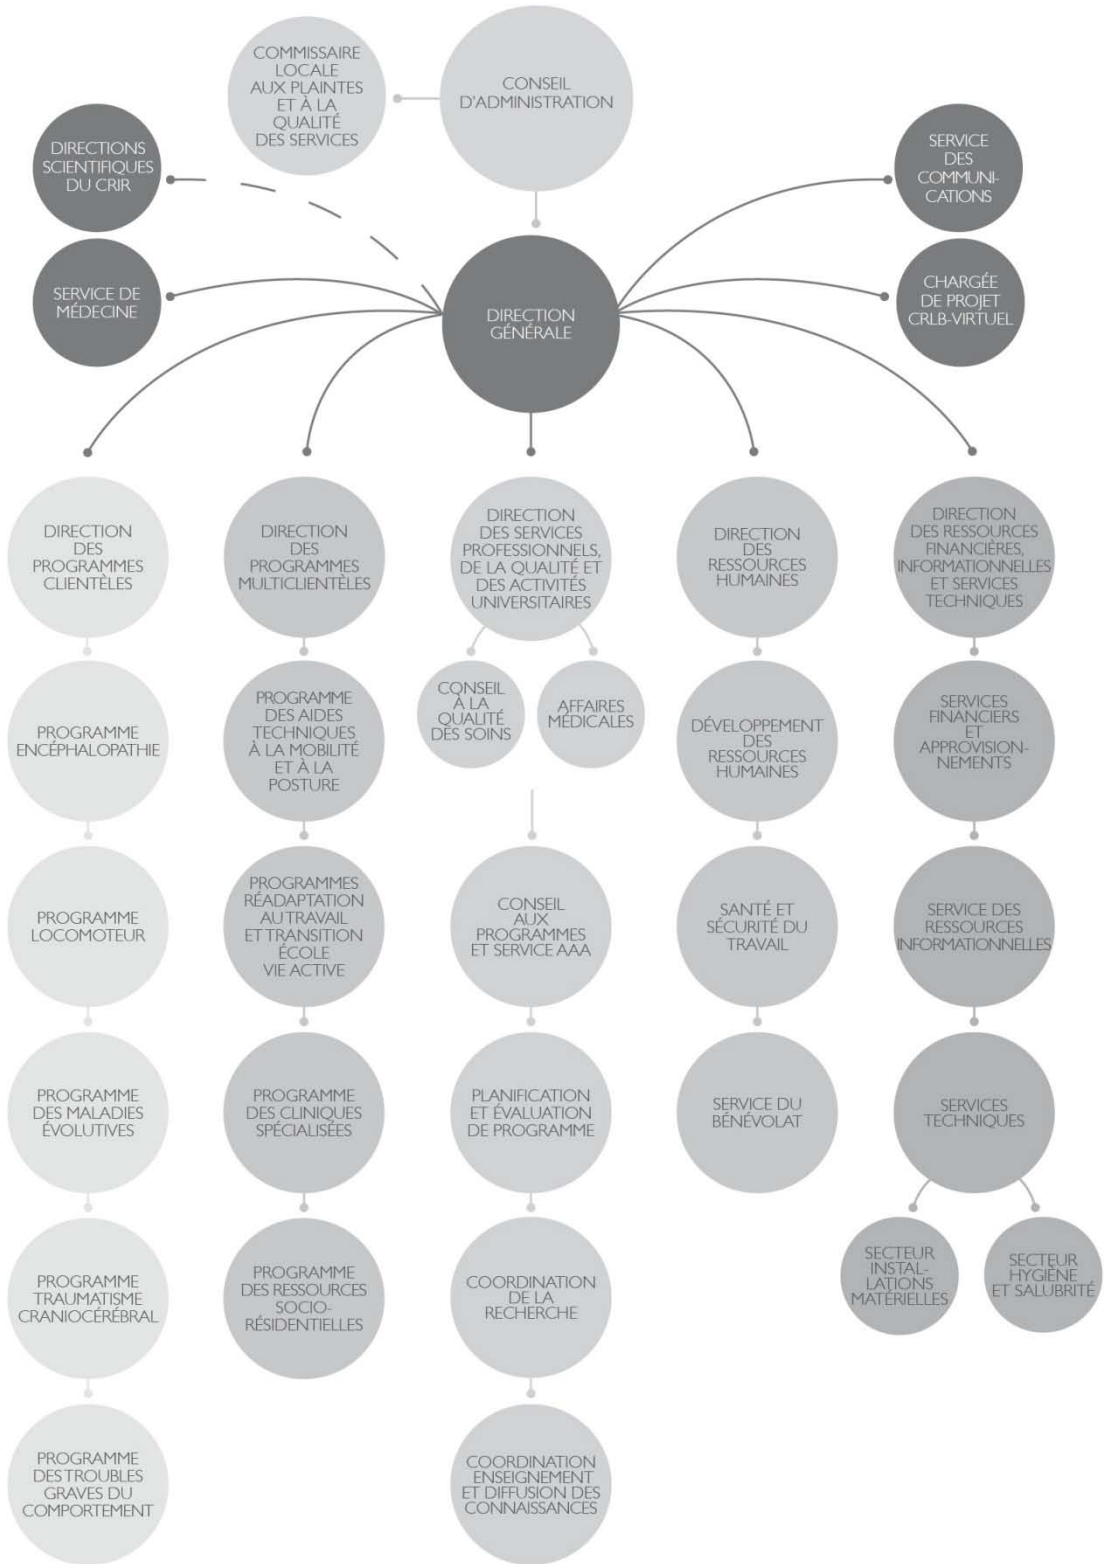 COMMISSAIRE
LOCALE
AUX PLAINTES
ET À LA
QUALITÉ
DES SERVICES
CONSEIL
D'ADMINISTRATION
DIRECTIONS
SCIENTIFIQUES
DU CRIR
SERVICE
DES
COMMUNI-
CATIONS
SERVICE DE
MÉDECINE
DIRECTION
GÉNÉRALE
CHARGÉE
DE PROJET
CRLB-VIRTUEL
DIRECTION
DES
PROGRAMMES
CLIENTÈLES
DIRECTION
DES
PROGRAMMES
MULTICLIENTÈLES
DIRECTION
DES SERVICES
PROFESSIONNELS,
DE LA QUALITÉ ET
DES ACTIVITÉS
UNIVERSITAIRES
DIRECTION
DES
RESSOURCES
HUMAINES
DIRECTION
DES RESSOURCES
FINANCIÈRES,
INFORMATIONNELLES
ET SERVICES
TECHNIQUES
PROGRAMME
ENCÉPHALOPATHIE
PROGRAMME
DES AIDES
TECHNIQUES
À LA MOBILITÉ
ET À LA
POSTURE
CONSEIL
À LA
QUALITÉ
DES SOINS
AFFAIRES
MÉDICALES
DÉVELOPPEMENT
DES
RESSOURCES
HUMAINES
SERVICES
FINANCIERS
ET
APPROVISION-
NEMENTS
PROGRAMME
LOCOMOTEUR
PROGRAMMES
RÉADAPTATION
AU TRAVAIL
ET TRANSITION
ÉCOLE
VIE ACTIVE
CONSEIL
AUX
PROGRAMMES
ET SERVICE AAA
SANTÉ ET
SÉCURITÉ DU
TRAVAIL
SERVICE DES
RESSOURCES
INFORMATIONNELLES
PROGRAMME
DES MALADIES
ÉVOLUTIVES
PROGRAMME
DES CLINIQUES
SPÉCIALISÉES
PLANIFICATION
ET ÉVALUATION
DE PROGRAMME
SERVICE DU
BÉNÉVOLAT
SERVICES
TECHNIQUES
PROGRAMME
TRAUMATISME
CRANIOCÉRÉBRAL
PROGRAMME
DES RESSOURCES
SOCIO-
RÉSIDENTIELLES
COORDINATION
DE LA
RECHERCHE
SECTEUR
INSTAL-
LATIONS
MATÉRIELLES
SECTEUR
HYGIÈNE
ET SALUBRITÉ
PROGRAMME
DES TROUBLES
GRAVES DU
COMPORTEMENT
COORDINATION
ENSEIGNEMENT
ET DIFFUSION DES
CONNAISSANCES